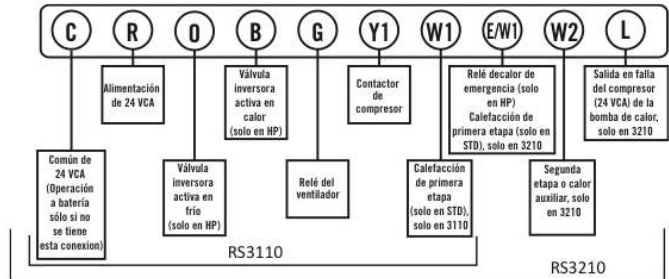 C R O B G Y1 W1 E/W1 W2 L
Alimentación
de 24 VCA
Válvula
inversora
activa en
calor
(solo en HP)
Contactor
de
compresor
Relé decalor de
emergencia (solo
en HP)
Calefacción de
primera etapa (solo en
STD), solo en 3210
Salida en falla
del compresor
(24 VCA) de la
bomba de calor,
solo en 3210
Común de
24 VCA
(Operación
a batería
sólo si no
se tiene
esta conexion)
Válvula
inversora
activa en
frío
(solo en HP)
Relé del
ventilador
Calefacción
de primera
etapa
(solo en STD),
solo en 3110
Segunda
etapa o calor
auxiliar, solo
en 3210
RS3110
RS3210